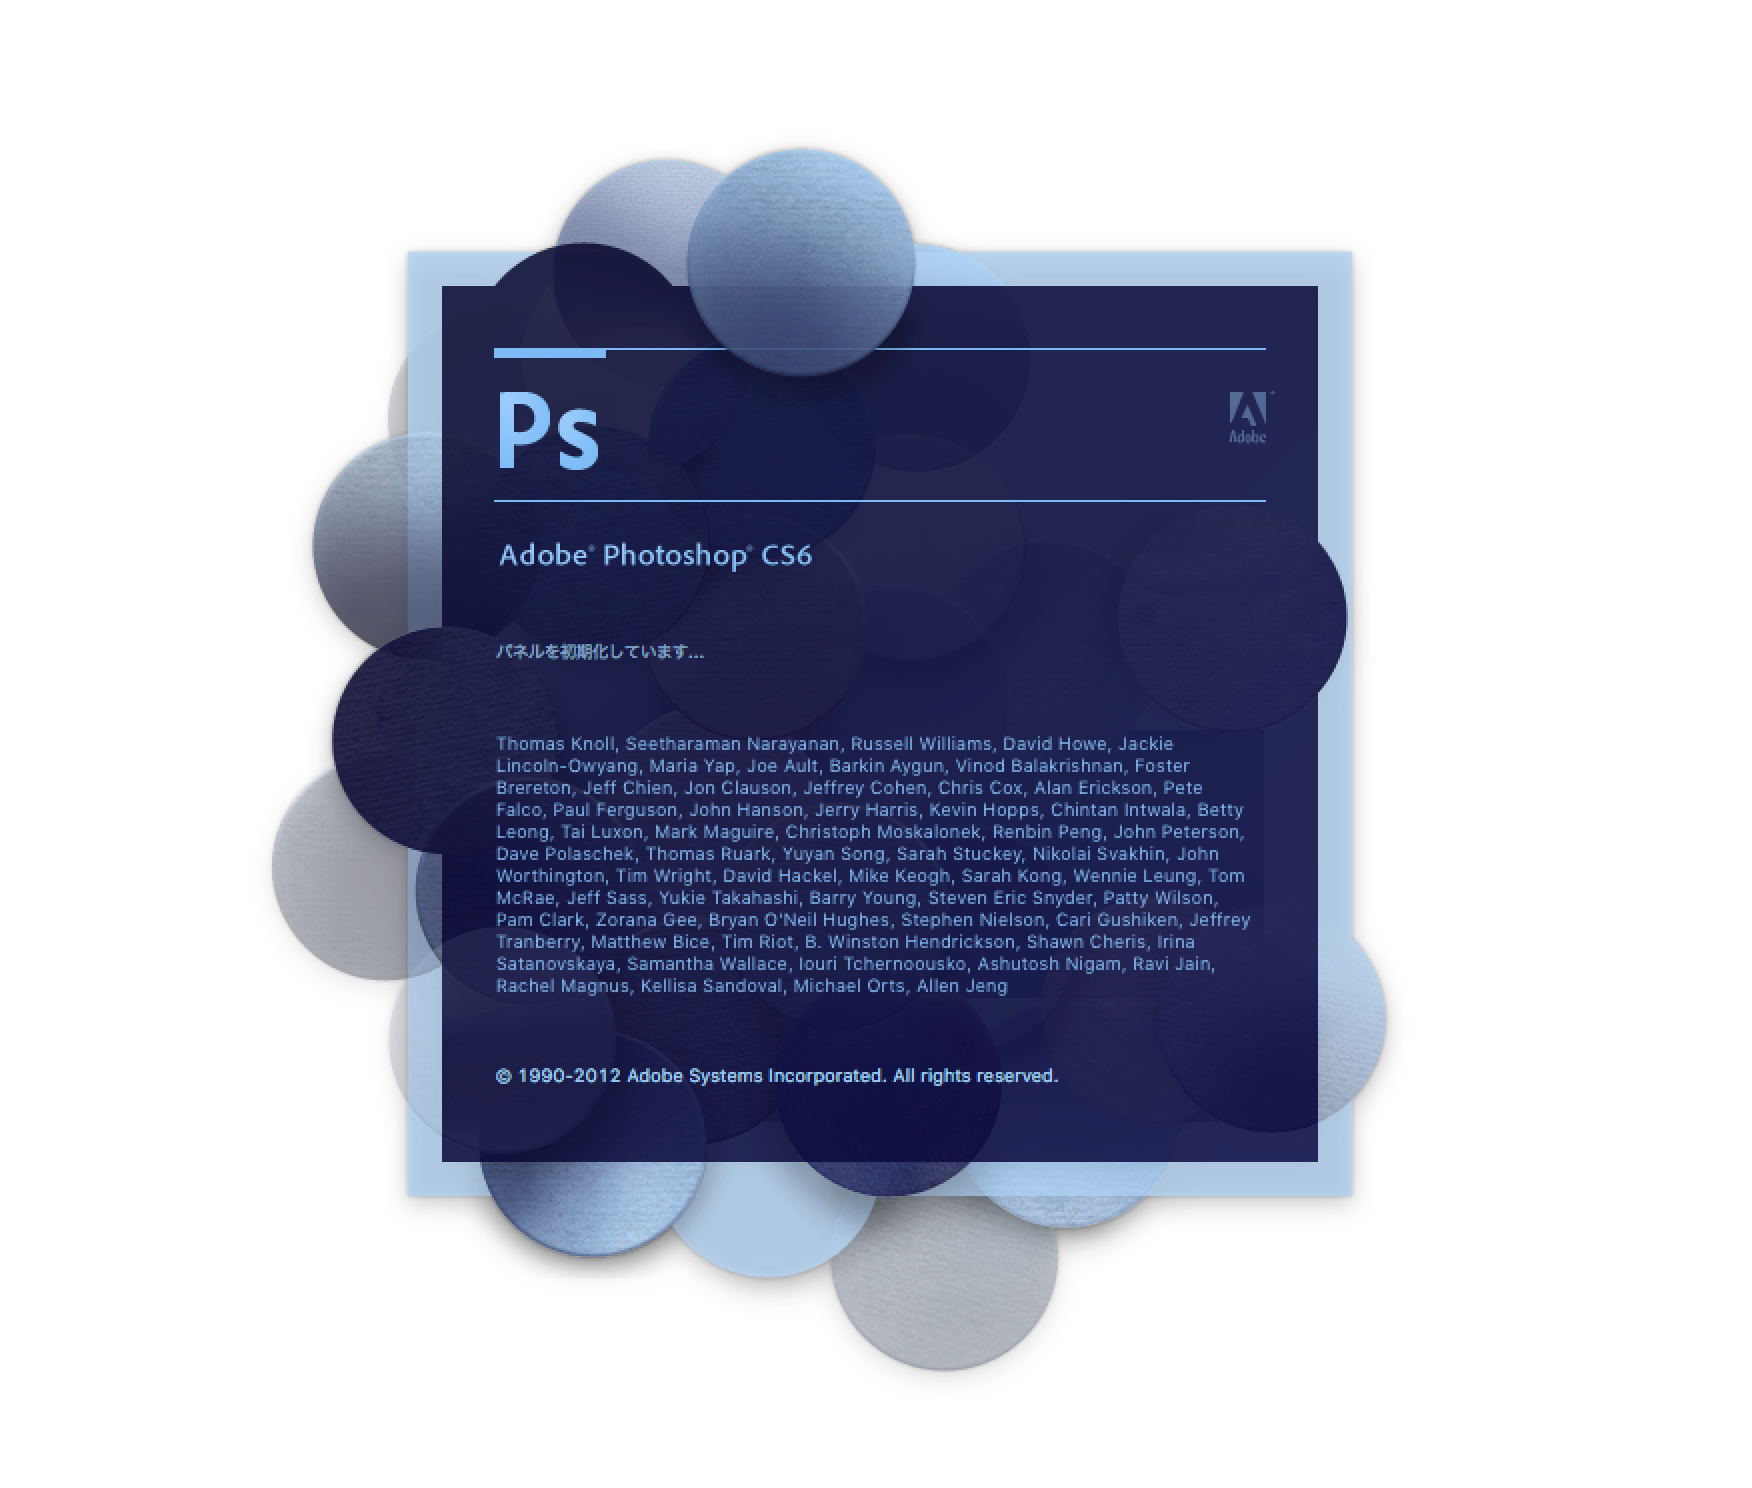 Ps
Adobe
Adobe® Photoshop® CS6
パネルを初期化しています...
Thomas Knoll, Seetharaman Narayanan, Russell Williams, David Howe, Jackie
Lincoln-Owyang, Maria Yap, Joe Ault, Barkin Aygun, Vinod Balakrishnan, Foster
Brereton, Jeff Chien, Jon Clauson, Jeffrey Cohen, Chris Cox, Alan Erickson, Pete
Falco, Paul Ferguson, John Hanson, Jerry Harris, Kevin Hopps, Chintan Intwala, Betty
Leong, Tai Luxon, Mark Maguire, Christoph Moskalonek, Renbin Peng, John Peterson,
Dave Polaschek, Thomas Ruark, Yuyan Song, Sarah Stuckey, Nikolai Svakhin, John
Worthington, Tim Wright, David Hackel, Mike Keogh, Sarah Kong, Wennie Leung, Tom
McRae, Jeff Sass, Yukie Takahashi, Barry Young, Steven Eric Snyder, Patty Wilson,
Pam Clark, Zorana Gee, Bryan O'Neil Hughes, Stephen Nielson, Cari Gushiken, Jeffrey
Tranberry, Matthew Bice, Tim Riot, B. Winston Hendrickson, Shawn Cheris, Irina
Satanovskaya, Samantha Wallace, Iouri Tchernoousko, Ashutosh Nigam, Ravi Jain,
Rachel Magnus, Kellisa Sandoval, Michael Orts, Allen Jeng
© 1990-2012 Adobe Systems Incorporated. All rights reserved.